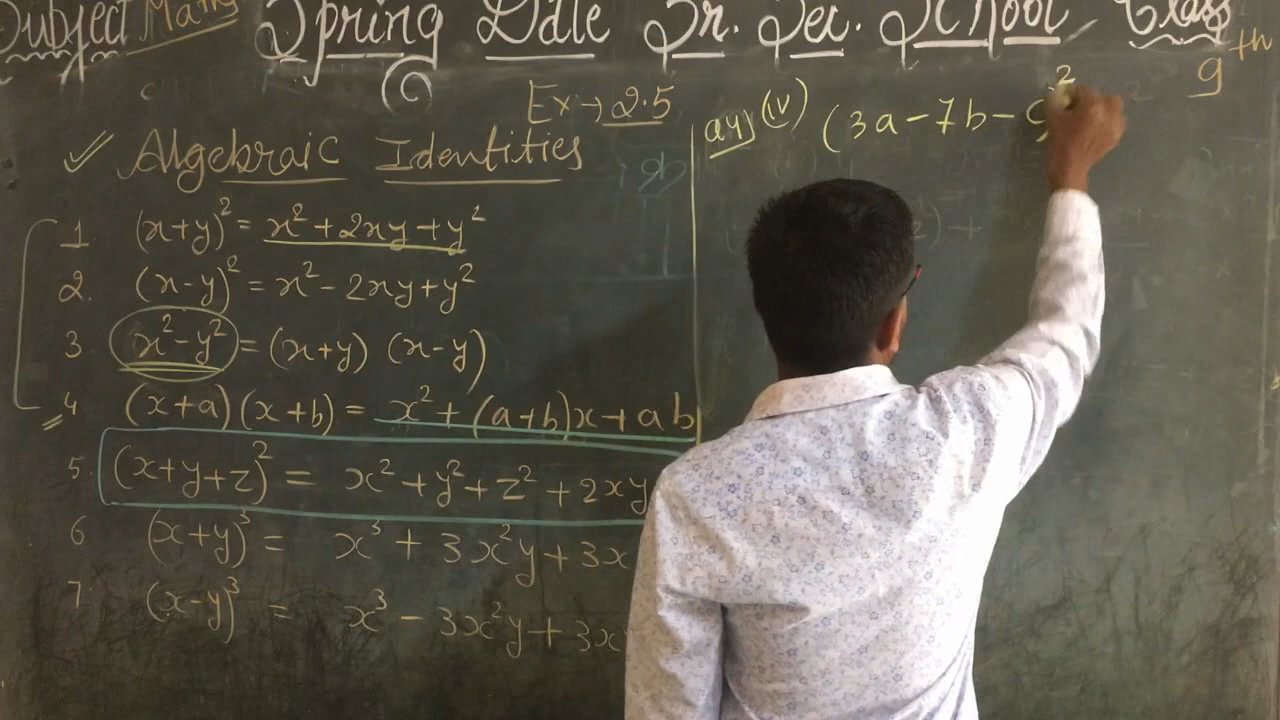 Subject Maths Spring Dale Sr. Sec. School Class 9th
Ex → 2.5
✓ Algebraic Identities
1 (x+y)² = x²+2xy+y²
2. (x-y)² = x²-2xy+y²
3 x²-y² = (x+y) (x-y)
4 (x+a)(x+b) = x²+(a+b)x+ab
5. (x+y+z)² = x²+y²+z²+2xy
6 (x+y)³ = x³+3x²y+3x
7. (x-y)³ = x³-3x²y+3x
Q4) (iv) (3a-7b-c)²